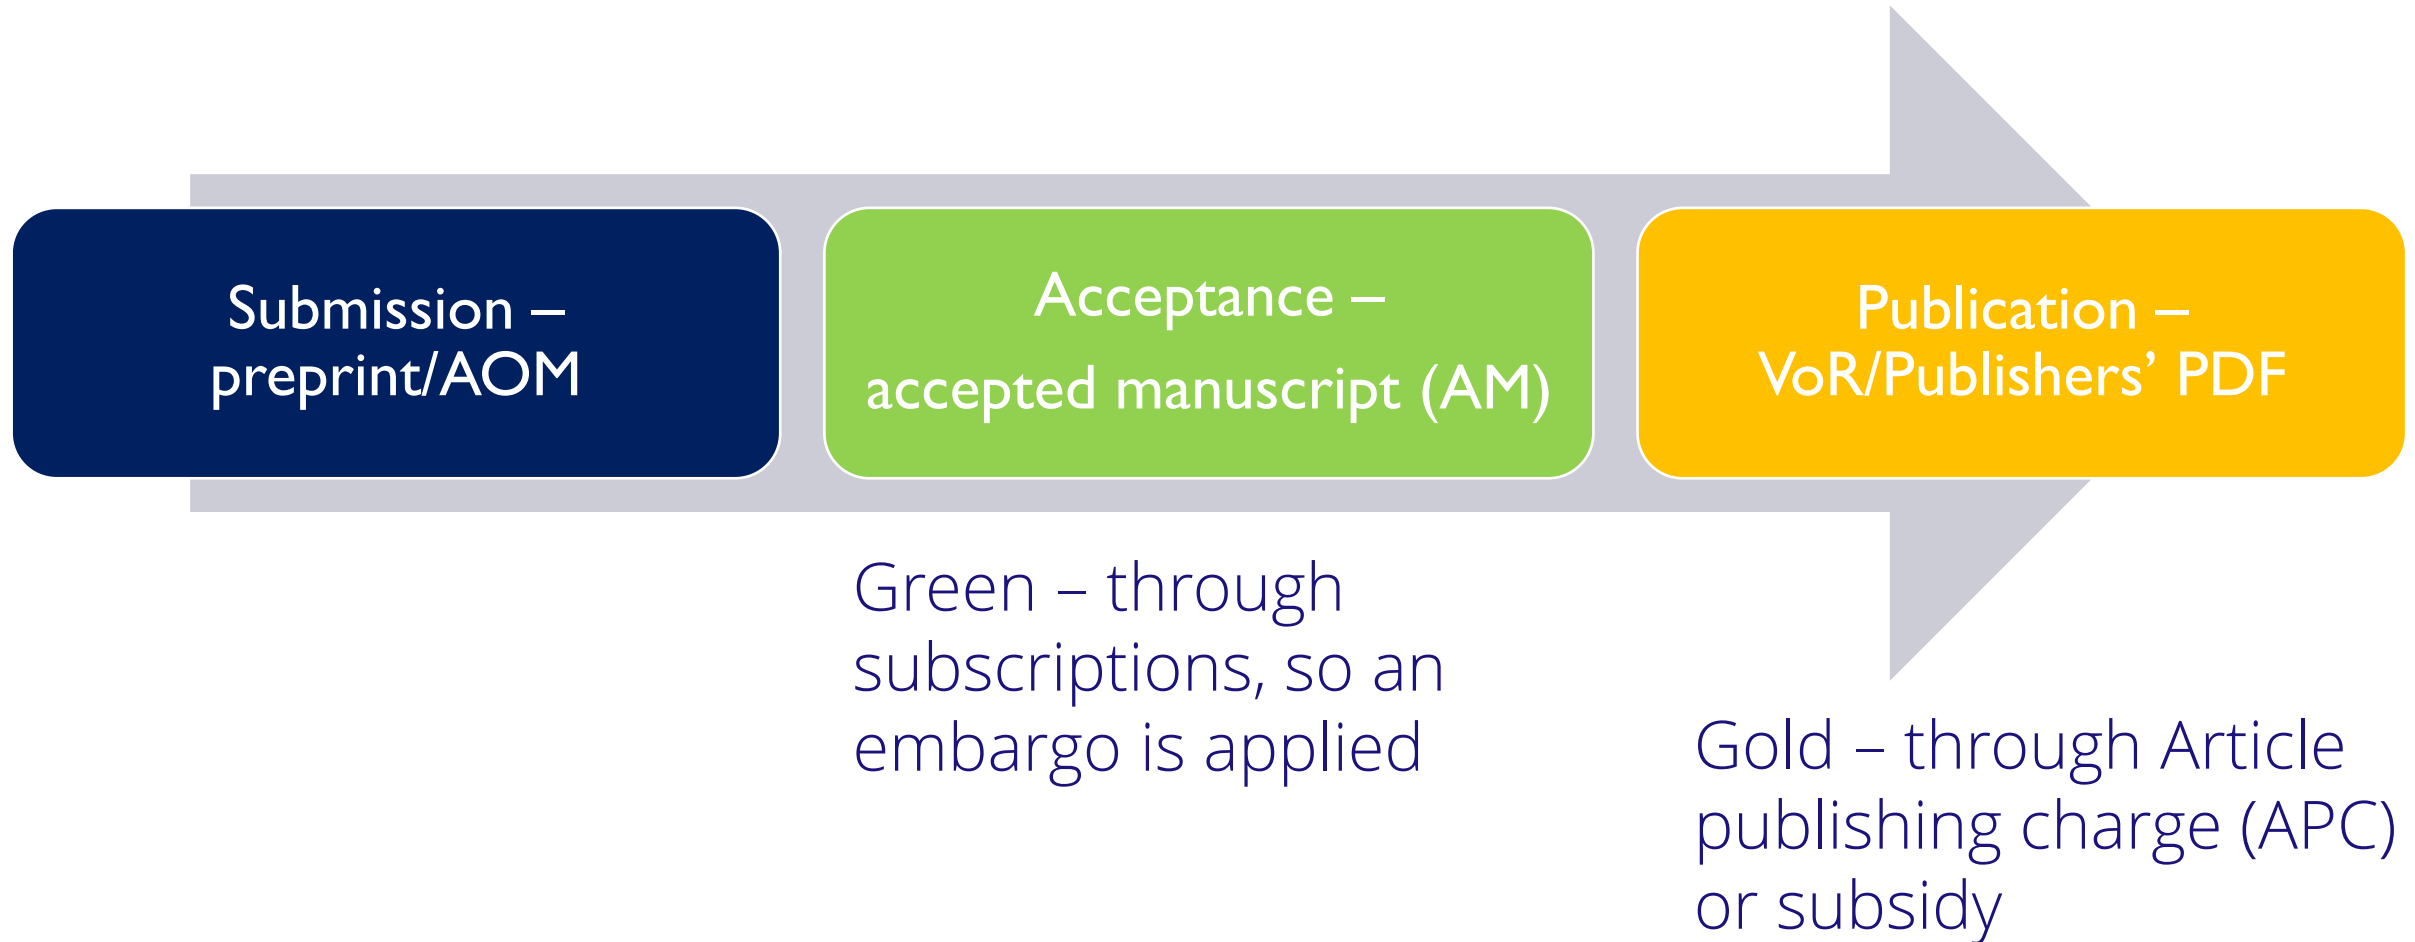 Submission –
preprint/AOM
Acceptance –
accepted manuscript (AM)
Publication –
VoR/Publishers’ PDF
Green – through
subscriptions, so an
embargo is applied
Gold – through Article
publishing charge (APC)
or subsidy